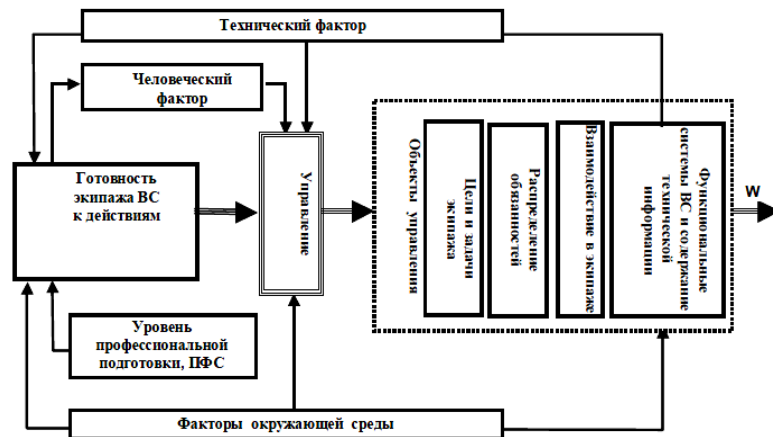 Технический фактор
Человеческий
фактор
Готовность
экипажа ВС
к действиям
Управление
Объекты управления
Цели и задачи
экипажа
Распределение
обязанностей
Взаимодействие в экипаже
Функциональные
системы ВС и содержание
технической
информации
W
Уровень
профессиональной
подготовки, ПФС
Факторы окружающей среды